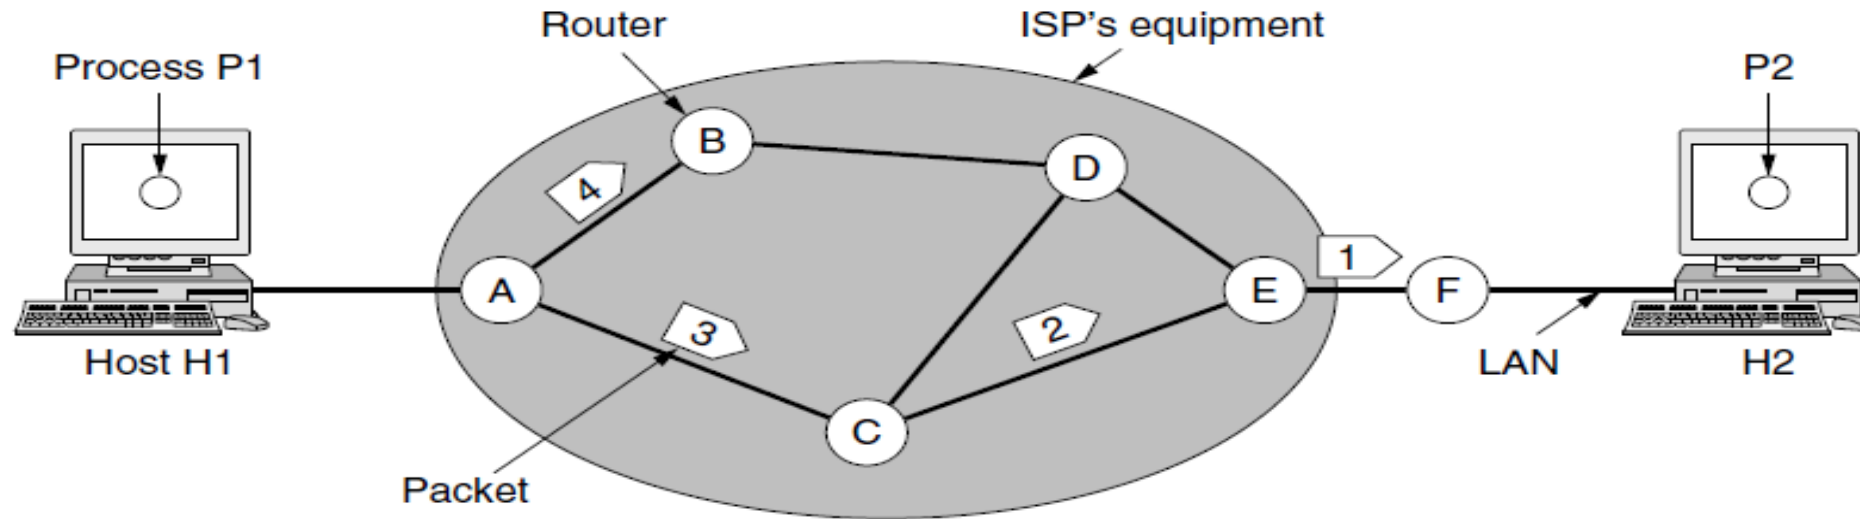 Router
ISP's equipment
Process P1
P2
B
D
4
1
A
E
F
3
2
Host H1
LAN
H2
C
Packet